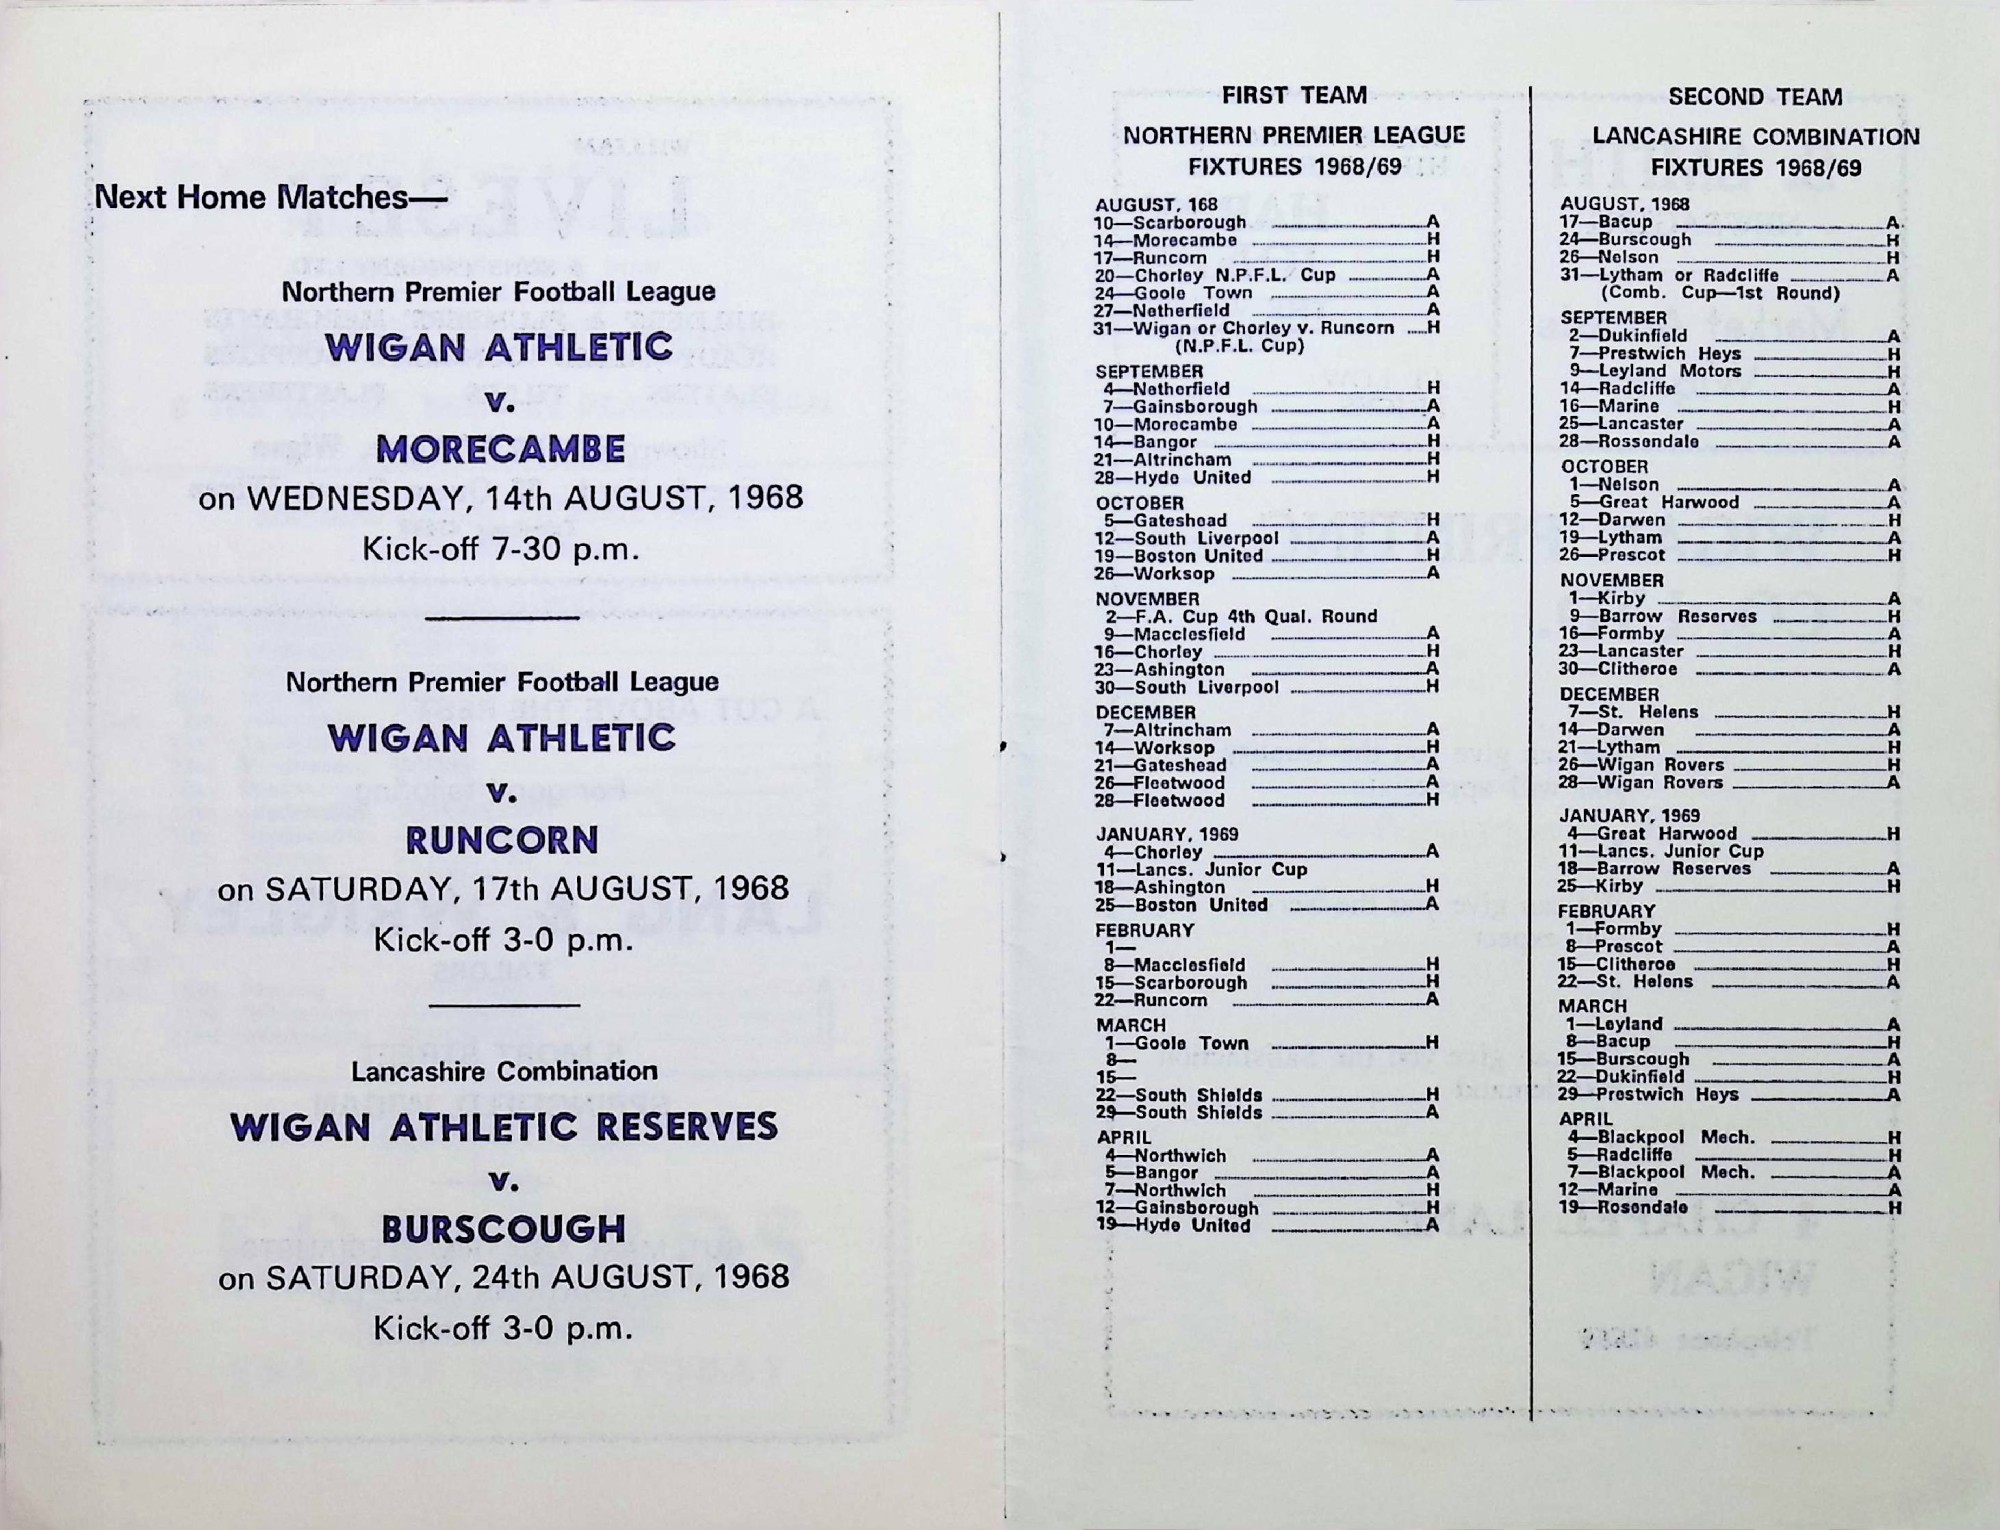 Next Home Matches—
Northern Premier Football League
WIGAN ATHLETIC
v.
MORECAMBE
on WEDNESDAY, 14th AUGUST, 1968
Kick-off 7-30 p.m.
Northern Premier Football League
WIGAN ATHLETIC
v.
RUNCORN
on SATURDAY, 17th AUGUST, 1968
Kick-off 3-0 p.m.
Lancashire Combination
WIGAN ATHLETIC RESERVES
v.
BURSCOUGH
on SATURDAY, 24th AUGUST, 1968
Kick-off 3-0 p.m.
FIRST TEAM
NORTHERN PREMIER LEAGUE
FIXTURES 1968/69
AUGUST, 168
10—Scarborough A
14—Morecambe H
17—Runcorn H
20—Chorley N.P.F.L. Cup A
24—Goole Town A
27—Netherfield A
31—Wigan or Chorley v. Runcorn H
(N.P.F.L. Cup)
SEPTEMBER
4—Netherfield H
7—Gainsborough A
10—Morecambe A
14—Bangor H
21—Altrincham H
28—Hyde United H
OCTOBER
5—Gateshead H
12—South Liverpool A
19—Boston United H
26—Worksop A
NOVEMBER
2—F.A. Cup 4th Qual. Round
9—Macclesfield A
16—Chorley H
23—Ashington A
30—South Liverpool H
DECEMBER
7—Altrincham A
14—Worksop H
21—Gateshead A
26—Fleetwood A
28—Fleetwood H
JANUARY, 1969
4—Chorley A
11—Lancs. Junior Cup
18—Ashington H
25—Boston United A
FEBRUARY
1—
8—Macclesfield H
15—Scarborough H
22—Runcorn A
MARCH
1—Goole Town H
8—
15—
22—South Shields H
29—South Shields A
APRIL
4—Northwich A
5—Bangor A
7—Northwich H
12—Gainsborough H
19—Hyde United A
SECOND TEAM
LANCASHIRE COMBINATION
FIXTURES 1968/69
AUGUST, 1968
17—Bacup A
24—Burscough H
26—Nelson H
31—Lytham or Radcliffe A
(Comb. Cup—1st Round)
SEPTEMBER
2—Dukinfield A
7—Prestwich Heys H
9—Leyland Motors H
14—Radcliffe A
16—Marine H
25—Lancaster A
28—Rossendale A
OCTOBER
1—Nelson A
5—Great Harwood A
12—Darwen H
19—Lytham A
26—Prescot H
NOVEMBER
1—Kirby A
9—Barrow Reserves H
16—Formby A
23—Lancaster H
30—Clitheroe A
DECEMBER
7—St. Helens H
14—Darwen A
21—Lytham H
26—Wigan Rovers H
28—Wigan Rovers A
JANUARY, 1969
4—Great Harwood H
11—Lancs. Junior Cup
18—Barrow Reserves A
25—Kirby H
FEBRUARY
1—Formby H
8—Prescot A
15—Clitheroe H
22—St. Helens A
MARCH
1—Leyland A
8—Bacup H
15—Burscough A
22—Dukinfield H
29—Prestwich Heys A
APRIL
4—Blackpool Mech. H
5—Radcliffe H
7—Blackpool Mech. A
12—Marine A
19—Rosendale H